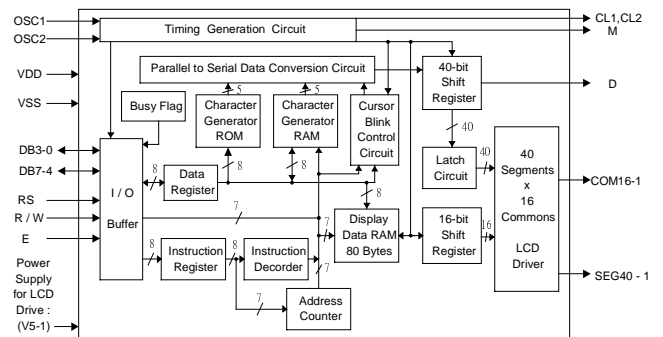 OSC1
OSC2
Timing Generation Circuit
CL1,CL2
M
VDD
VSS
Parallel to Serial Data Conversion Circuit
40-bit
Shift
Register
D
5
5
Busy Flag
Character
Generator
ROM
Character
Generator
RAM
Cursor
Blink
Control
Circuit
40
DB3-0
DB7-4
RS
R / W
E
I / O
Buffer
8
Data
Register
8
8
8
Latch
Circuit
40
40
Segments
x
16
Commons
LCD
Driver
COM16-1
SEG40 - 1
7
7
Display
Data RAM
80 Bytes
16-bit
Shift
Register
16
8
Instruction
Register
8
Instruction
Decorder
7
7
Address
Counter
Power
Supply
for LCD
Drive :
(V5-1)